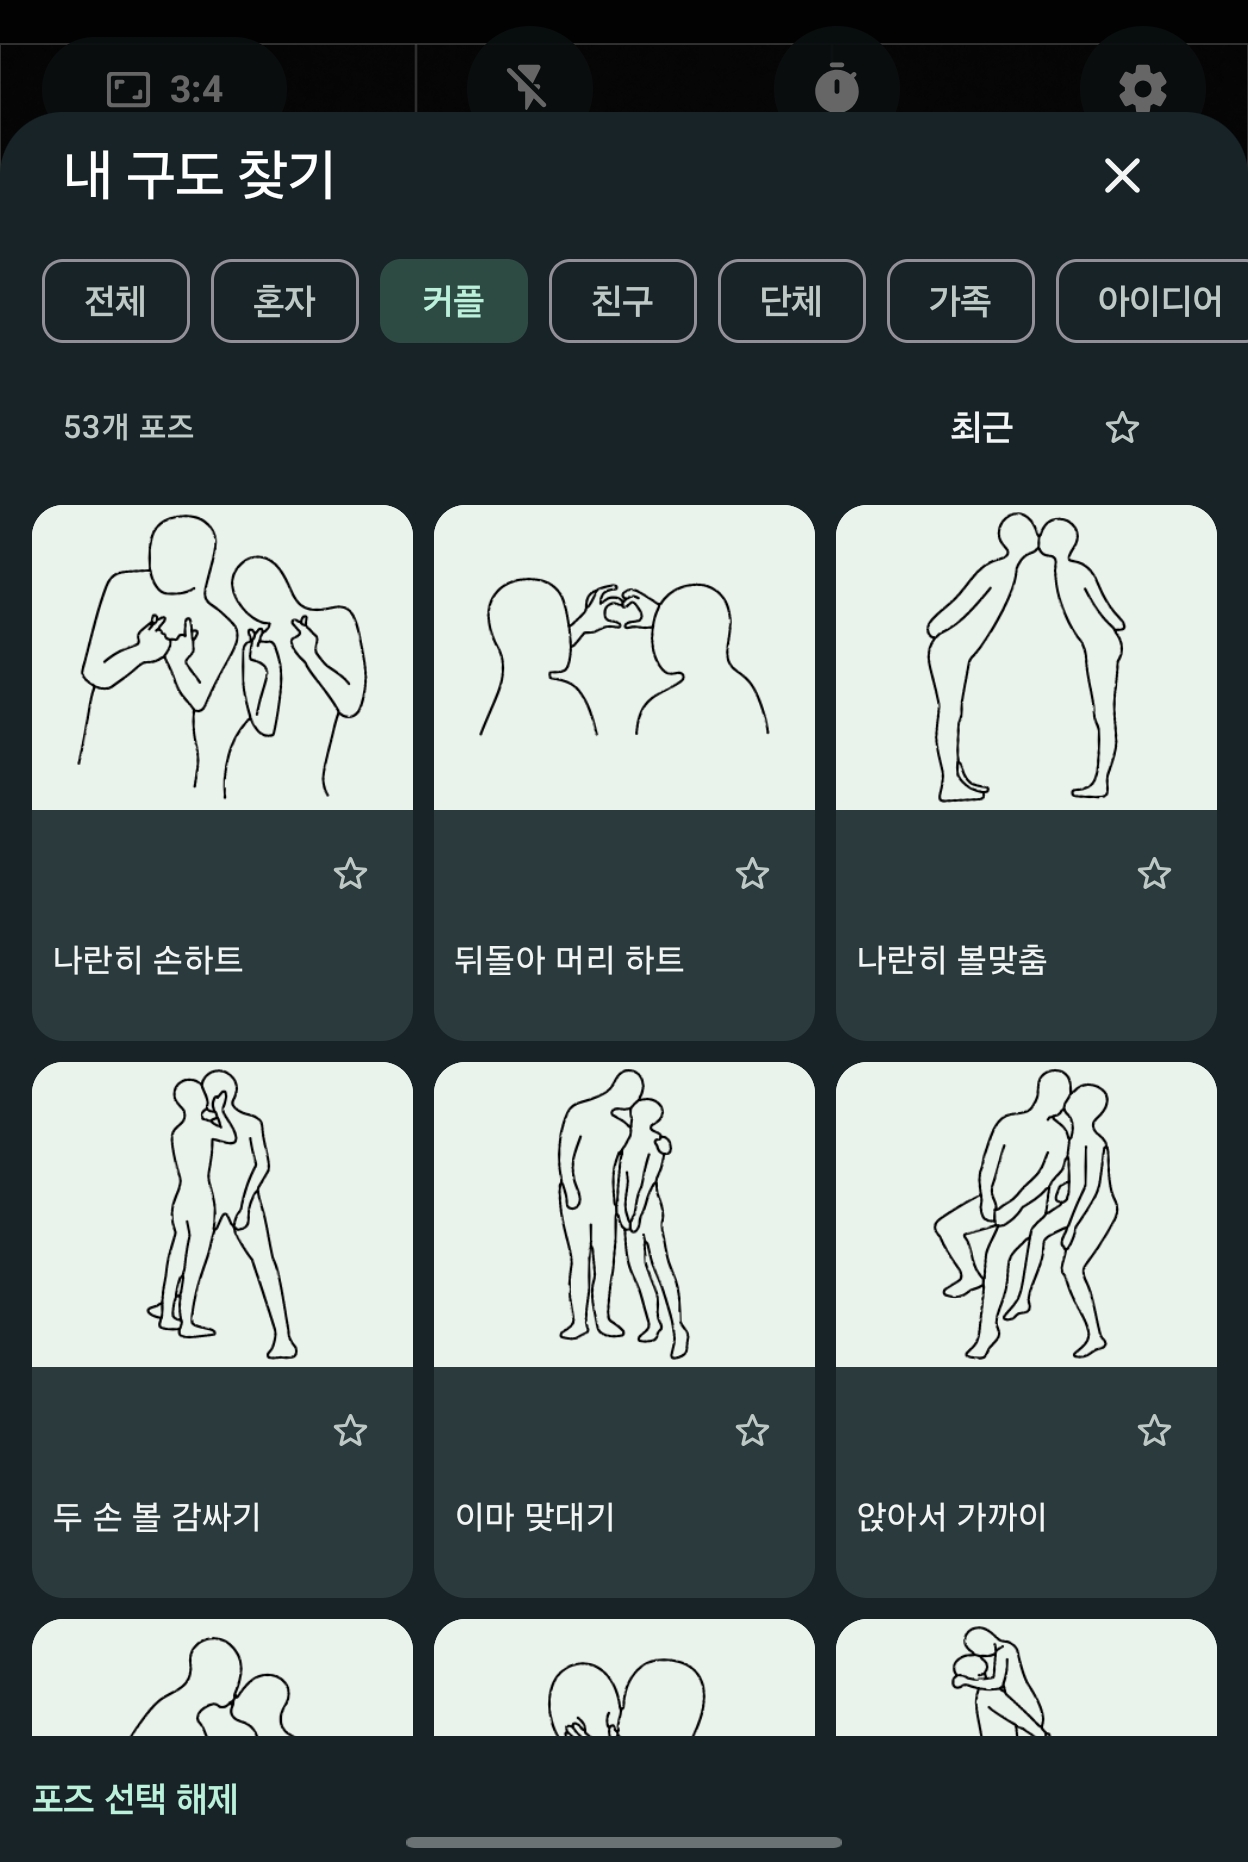 3:4
내 구도 찾기
전체 혼자 커플 친구 단체 가족 아이디어
53개 포즈 최근
나란히 손하트 뒤돌아 머리 하트 나란히 볼맞춤
두 손 볼 감싸기 이마 맞대기 앉아서 가까이
포즈 선택 해제